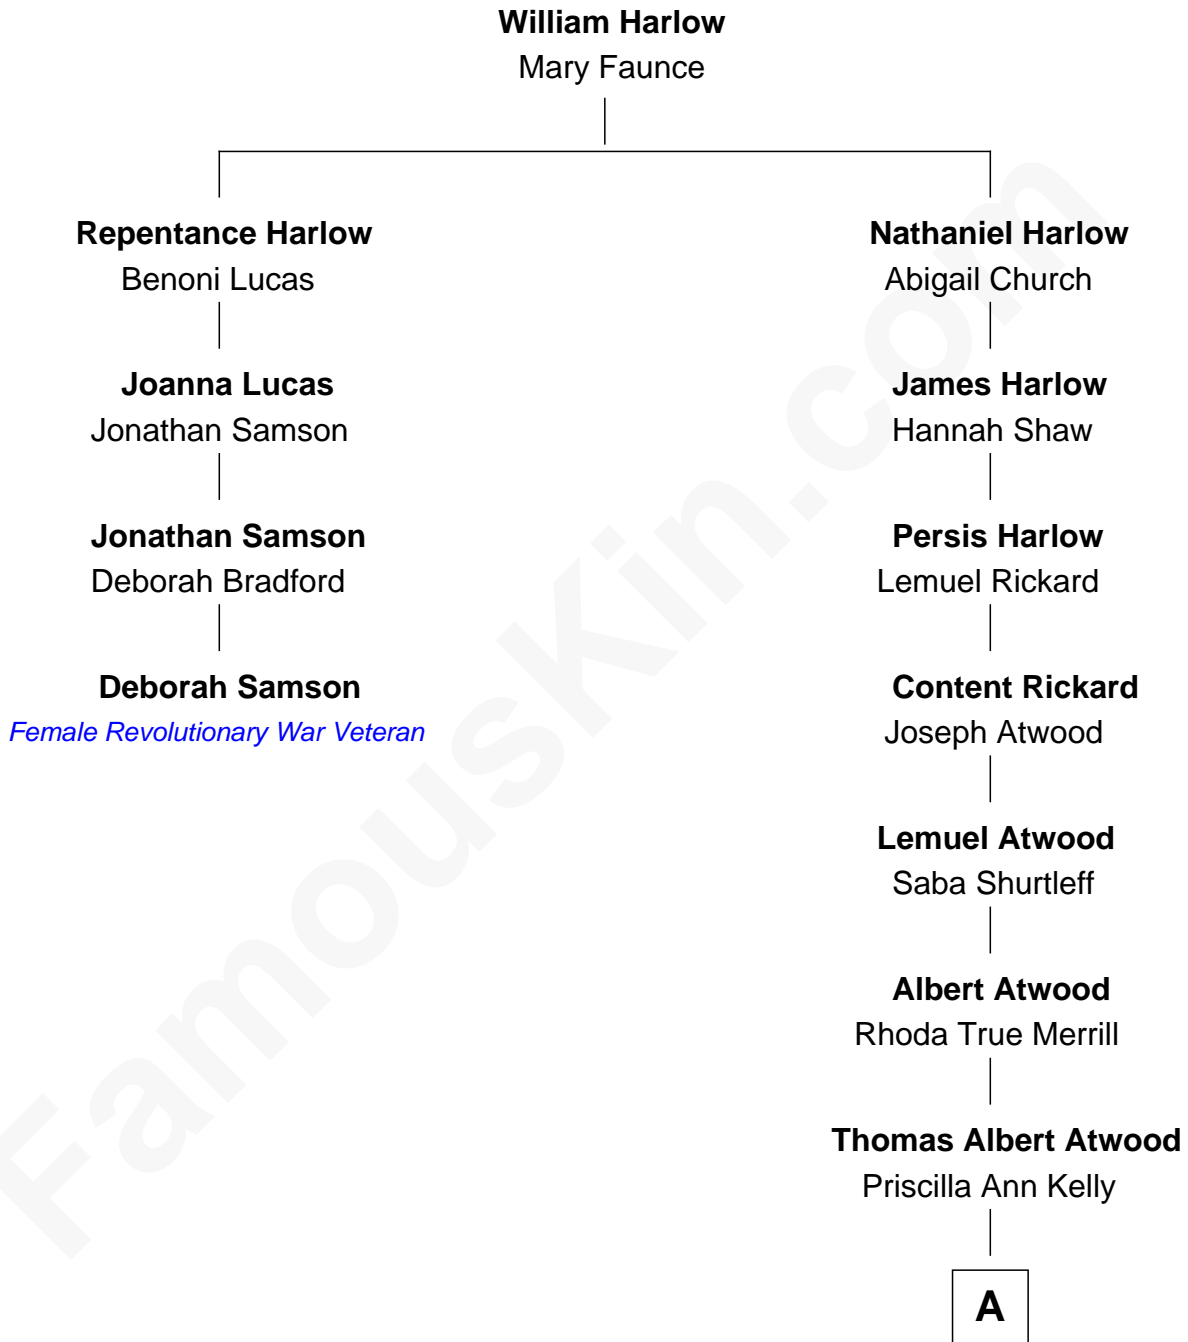 William Harlow
Mary Faunce
Repentance Harlow
Benoni Lucas
Nathaniel Harlow
Abigail Church
Joanna Lucas
Jonathan Samson
James Harlow
Hannah Shaw
Jonathan Samson
Deborah Bradford
Persis Harlow
Lemuel Rickard
Deborah Samson
Female Revolutionary War Veteran
Content Rickard
Joseph Atwood
Lemuel Atwood
Saba Shurtleff
Albert Atwood
Rhoda True Merrill
Thomas Albert Atwood
Priscilla Ann Kelly
A
FamousKin.com